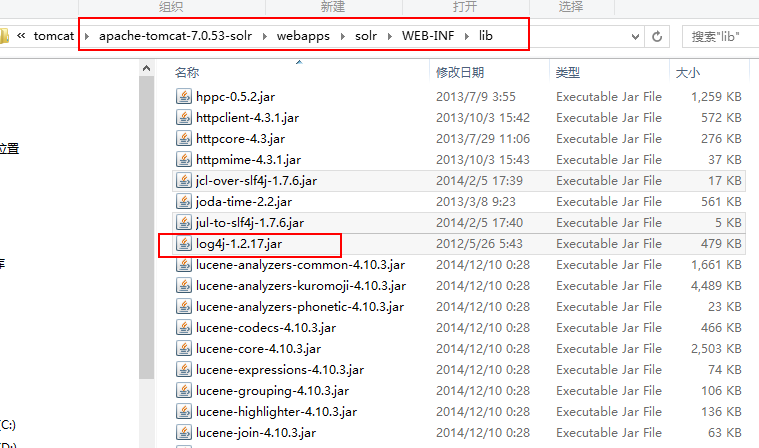 组织 新建 打开 选择
« tomcat apache-tomcat-7.0.53-solr webapps solr WEB-INF lib 搜索"lib"
名称 修改日期 类型 大小
hppc-0.5.2.jar 2013/7/9 3:55 Executable Jar File 1,259 KB
httpclient-4.3.1.jar 2013/10/3 15:42 Executable Jar File 572 KB
httpcore-4.3.jar 2013/7/29 11:06 Executable Jar File 276 KB
位置 httpmime-4.3.1.jar 2013/10/3 15:43 Executable Jar File 37 KB
jcl-over-slf4j-1.7.6.jar 2014/2/5 17:39 Executable Jar File 17 KB
joda-time-2.2.jar 2013/3/8 9:23 Executable Jar File 561 KB
jul-to-slf4j-1.7.6.jar 2014/2/5 17:40 Executable Jar File 5 KB
log4j-1.2.17.jar 2012/5/26 5:43 Executable Jar File 479 KB
库 lucene-analyzers-common-4.10.3.jar 2014/12/10 0:28 Executable Jar File 1,661 KB
lucene-analyzers-kuromoji-4.10.3.jar 2014/12/10 0:28 Executable Jar File 4,489 KB
lucene-analyzers-phonetic-4.10.3.jar 2014/12/10 0:28 Executable Jar File 23 KB
lucene-codecs-4.10.3.jar 2014/12/10 0:28 Executable Jar File 466 KB
lucene-core-4.10.3.jar 2014/12/10 0:28 Executable Jar File 2,503 KB
lucene-expressions-4.10.3.jar 2014/12/10 0:28 Executable Jar File 74 KB
lucene-grouping-4.10.3.jar 2014/12/10 0:28 Executable Jar File 106 KB
(C:) lucene-highlighter-4.10.3.jar 2014/12/10 0:28 Executable Jar File 136 KB
(D:) lucene-join-4.10.3.jar 2014/12/10 0:28 Executable Jar File 63 KB